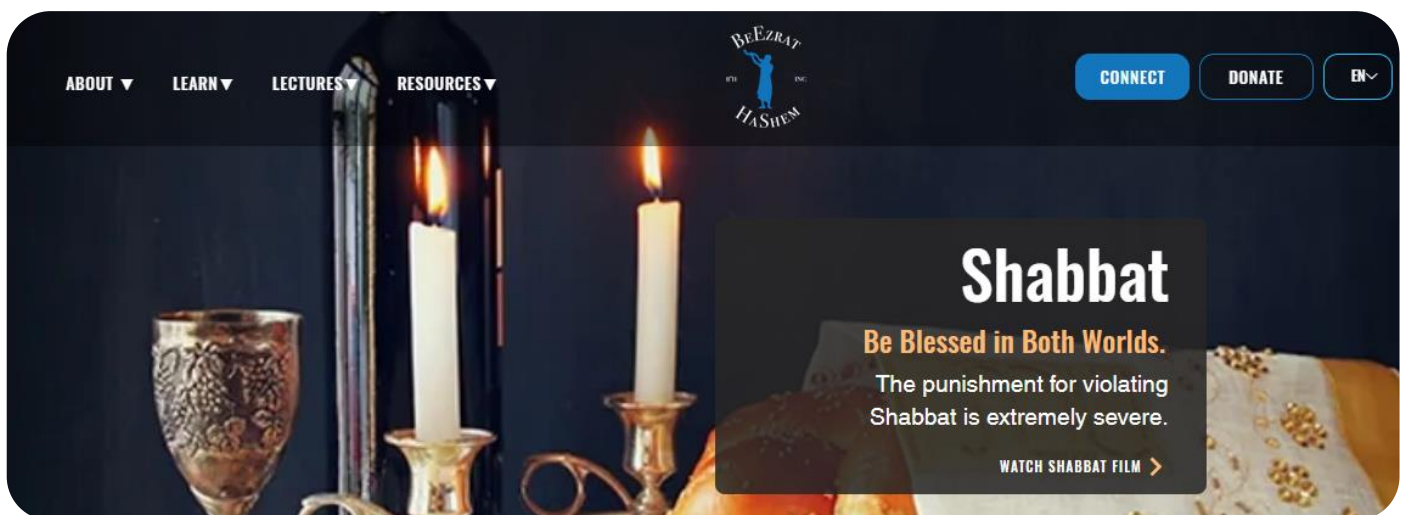 ABOUT ▼ LEARN▼ LECTURES▼ RESOURCES▼
BEEZRAT
B"H INC
HASHEM
CONNECT DONATE EN
Shabbat
Be Blessed in Both Worlds.
The punishment for violating
Shabbat is extremely severe.
WATCH SHABBAT FILM